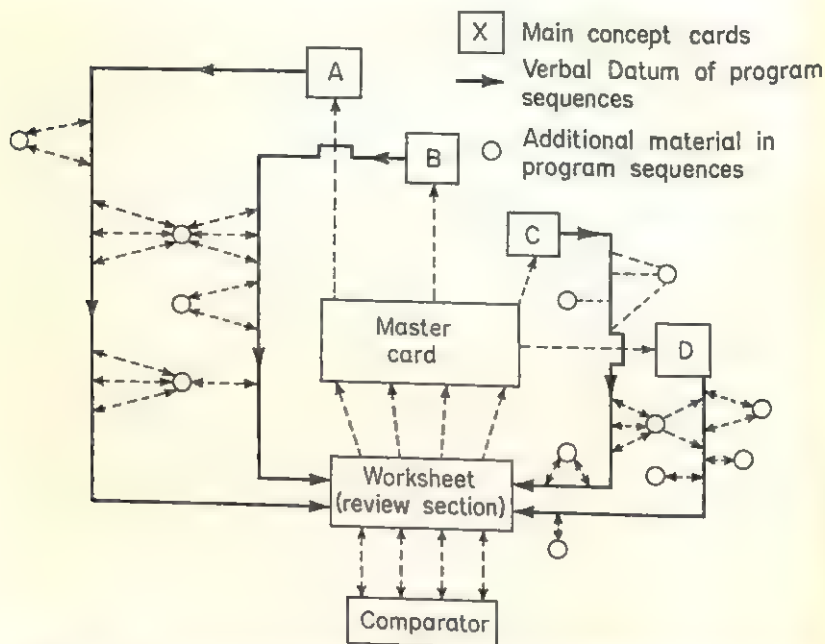 X Main concept cards
Verbal Datum of program
sequences
Additional material in
program sequences
A
B
C
Master
card
D
Worksheet
(review section)
Comparator